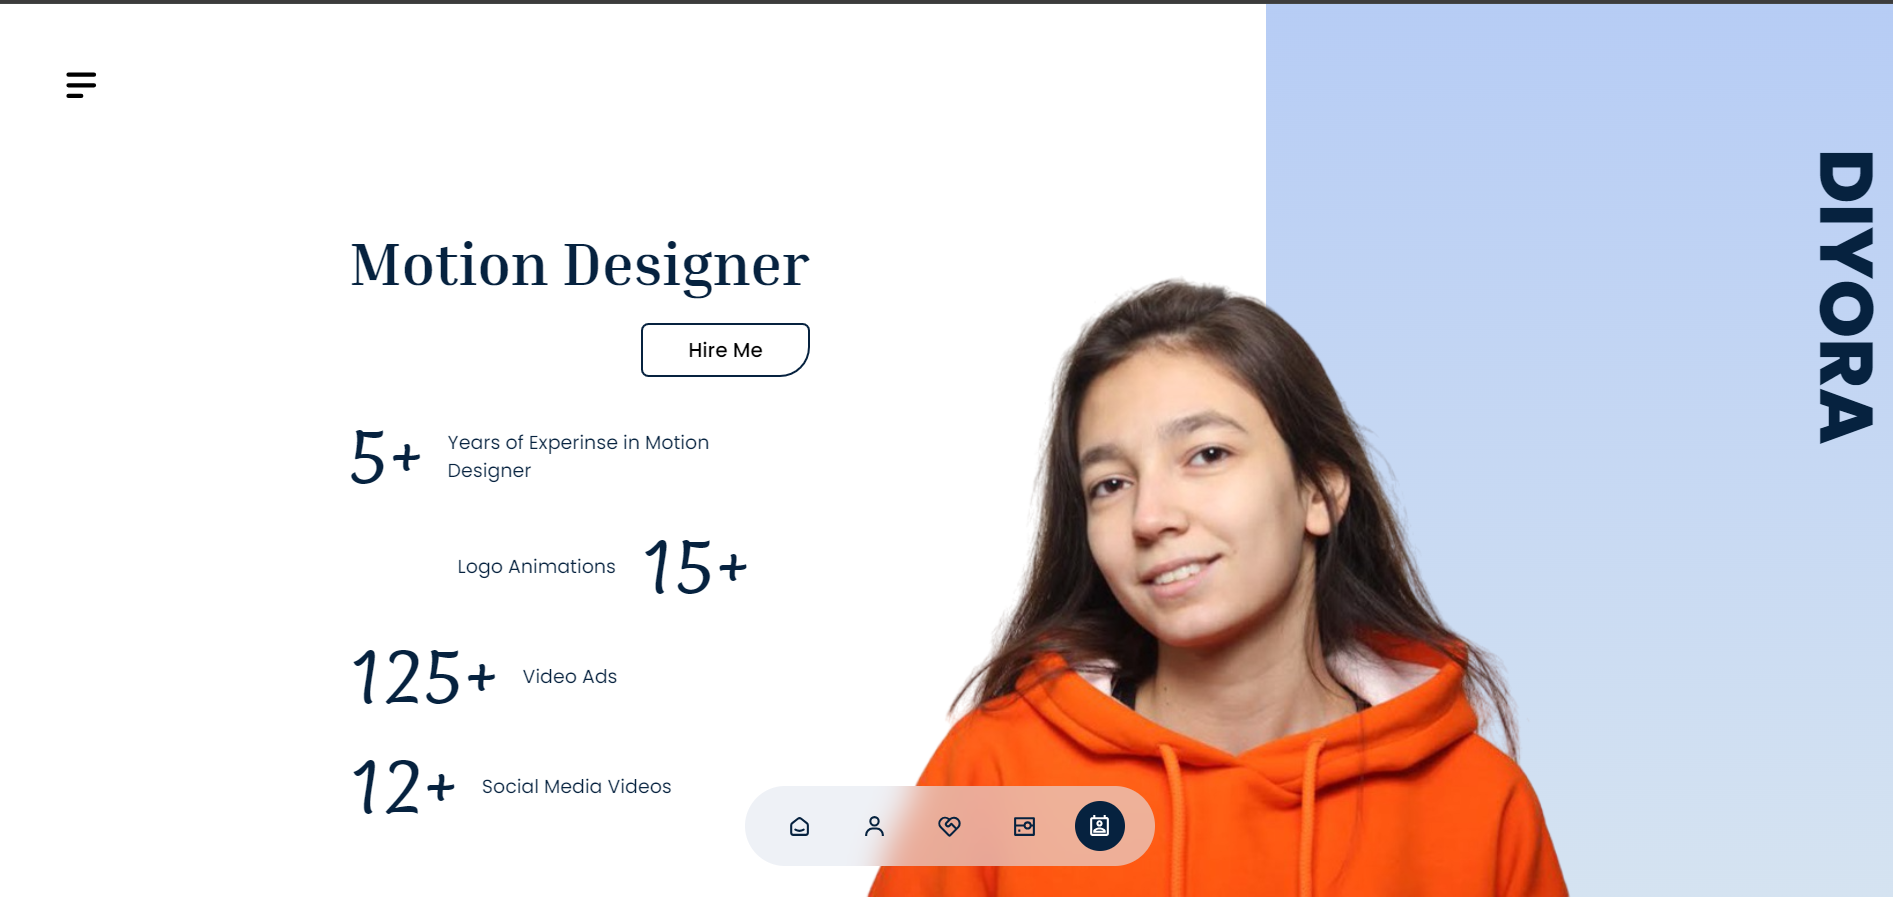 DIYORA
Motion Designer
Hire Me
5+
Years of Experinse in Motion
Designer
Logo Animations 15+
125+ Video Ads
12+ Social Media Videos